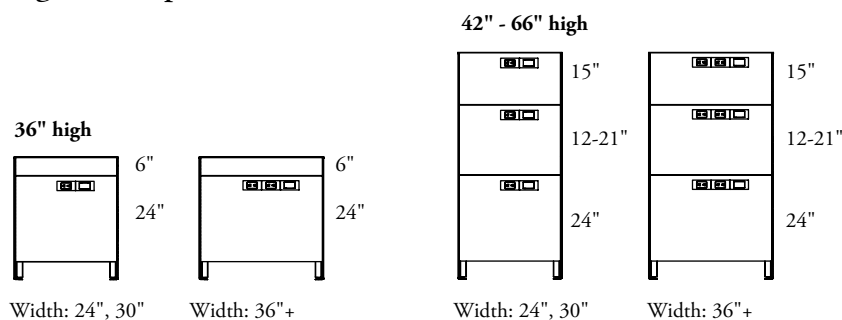 42" - 66" high
15"
15"
36" high
12-21"
12-21"
6"
6"
24"
24"
24"
24"
Width: 24", 30"
Width: 36"+
Width: 24", 30"
Width: 36"+